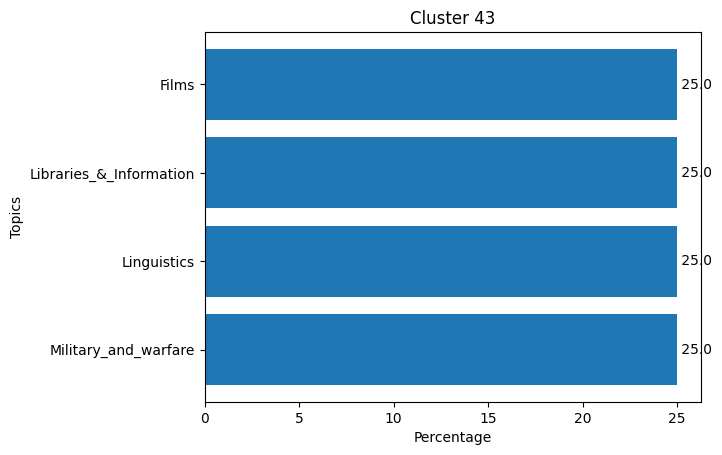 Cluster 43
Topics
Films
25.0
Libraries_&_Information
25.0
Linguistics
25.0
Military_and_warfare
25.0
0 5 10 15 20 25
Percentage